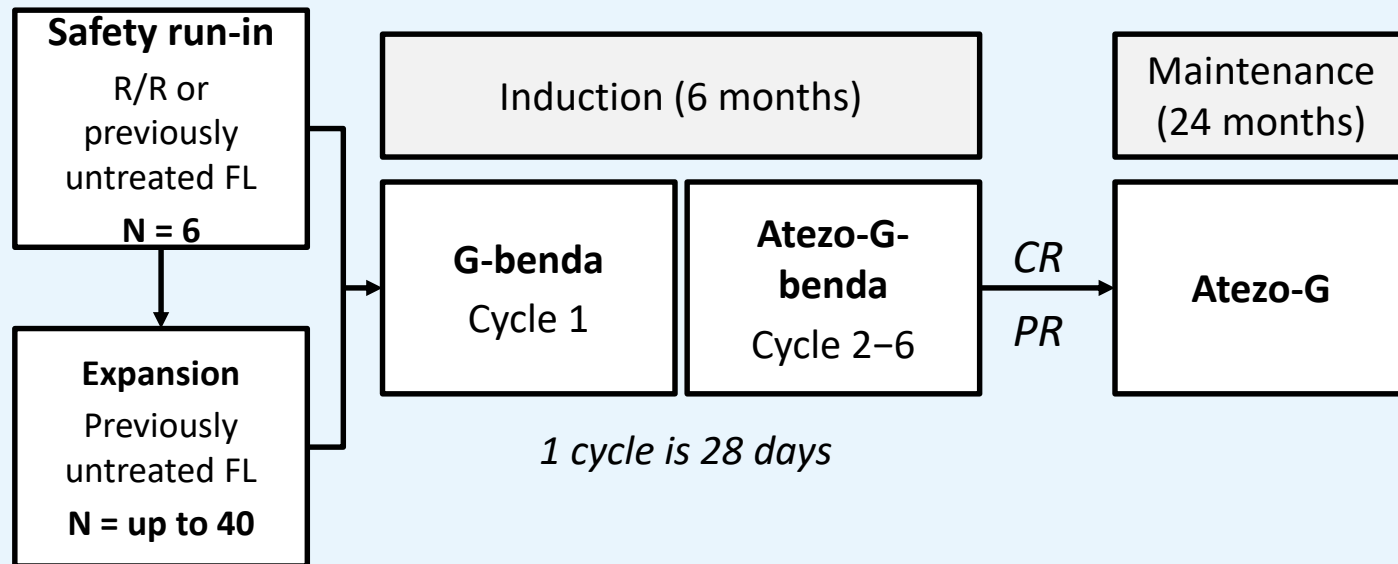 Safety run-in
R/R or
previously
untreated FL
N = 6
Expansion
Previously
untreated FL
N = up to 40
Induction (6 months)
G-benda
Cycle 1
Atezo-G-
benda
Cycle 2−6
1 cycle is 28 days
CR
PR
Maintenance
(24 months)
Atezo-G